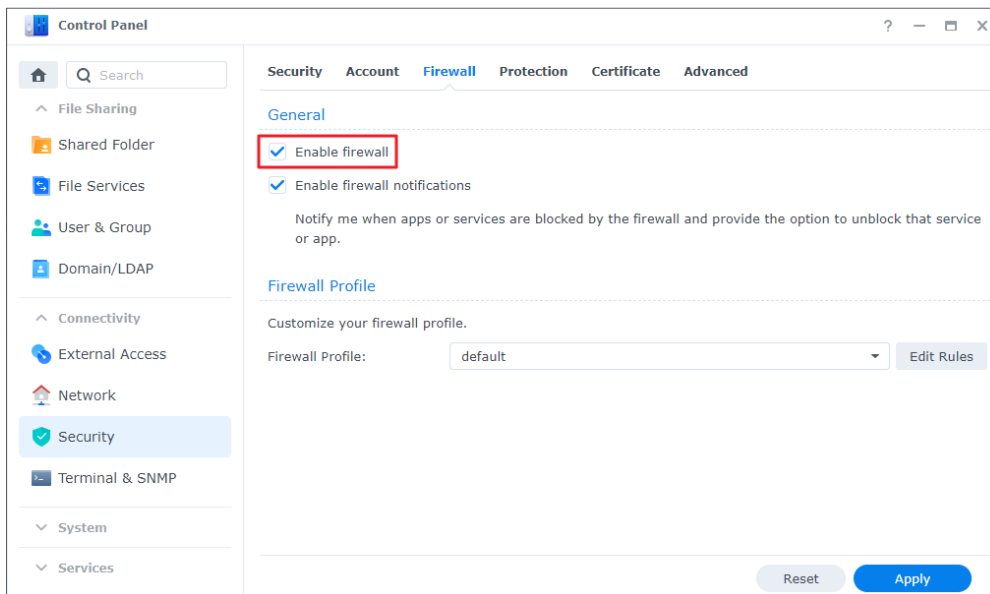 Control Panel
?
Search
File Sharing
Shared Folder
File Services
User & Group
Domain/LDAP
Connectivity
External Access
Network
Security
Terminal & SNMP
System
Services
Security Account Firewall Protection Certificate Advanced
General
Enable firewall
Enable firewall notifications
Notify me when apps or services are blocked by the firewall and provide the option to unblock that service
or app.
Firewall Profile
Customize your firewall profile.
Firewall Profile: default Edit Rules
Reset Apply